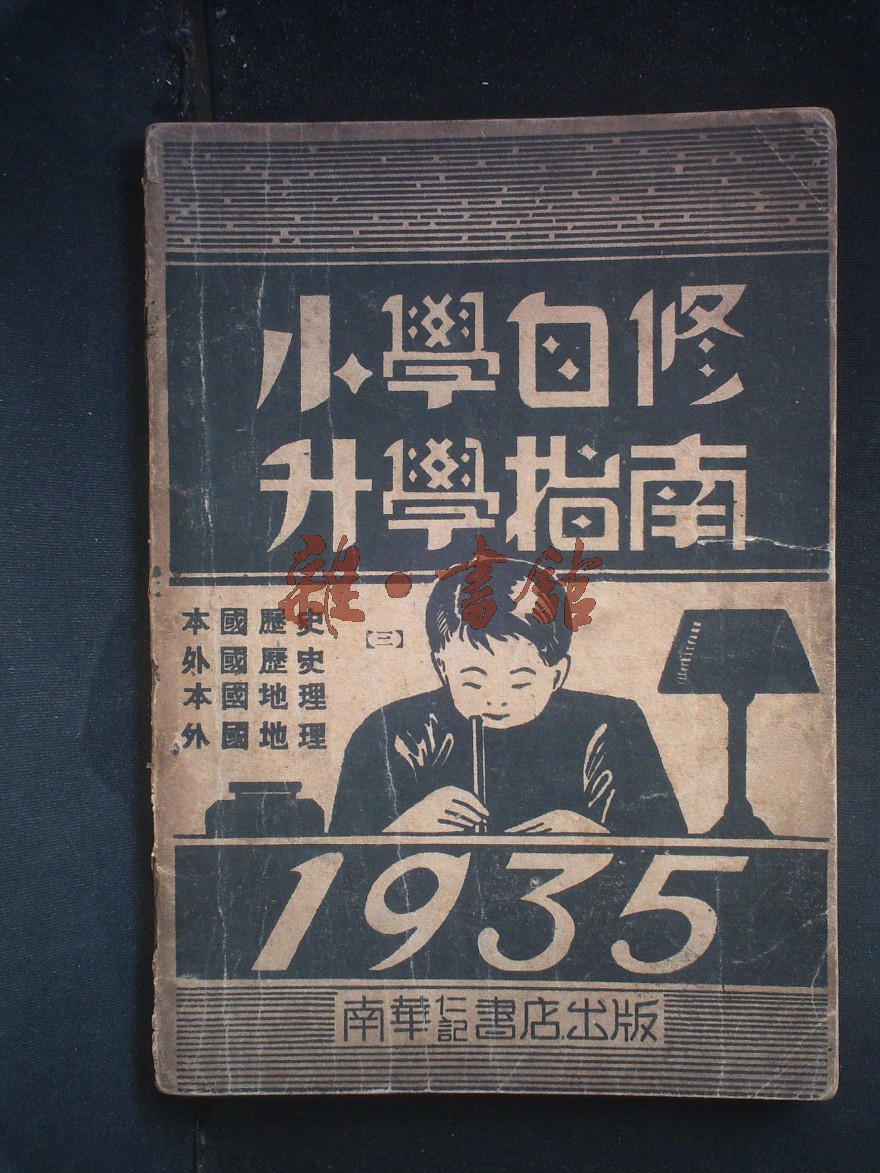 小學自修
升學指南
雜·書館
本國歷史
外國歷史
本國地理
外國地理
【三】
1935
南華仁記書店出版